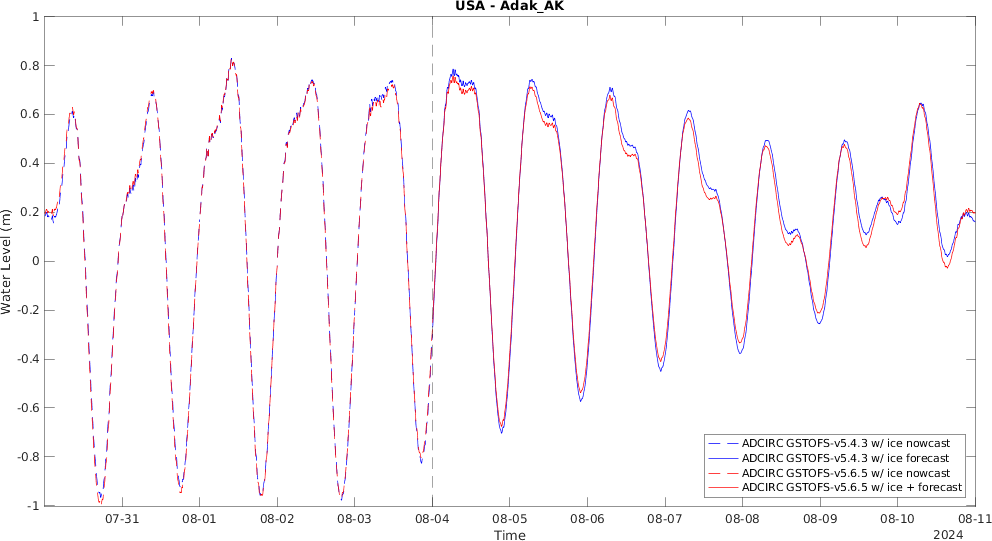 USA - Adak_AK
1
0.8
0.6
0.4
0.2
0
-0.2
-0.4
-0.6
-0.8
-1
Water Level (m)
ADCIRC GSTOFS-v5.4.3 w/ ice nowcast
ADCIRC GSTOFS-v5.4.3 w/ ice forecast
ADCIRC GSTOFS-v5.6.5 w/ ice nowcast
ADCIRC GSTOFS-v5.6.5 w/ ice + forecast
07-31 08-01 08-02 08-03 08-04 08-05 08-06 08-07 08-08 08-09 08-10 08-11
Time
2024